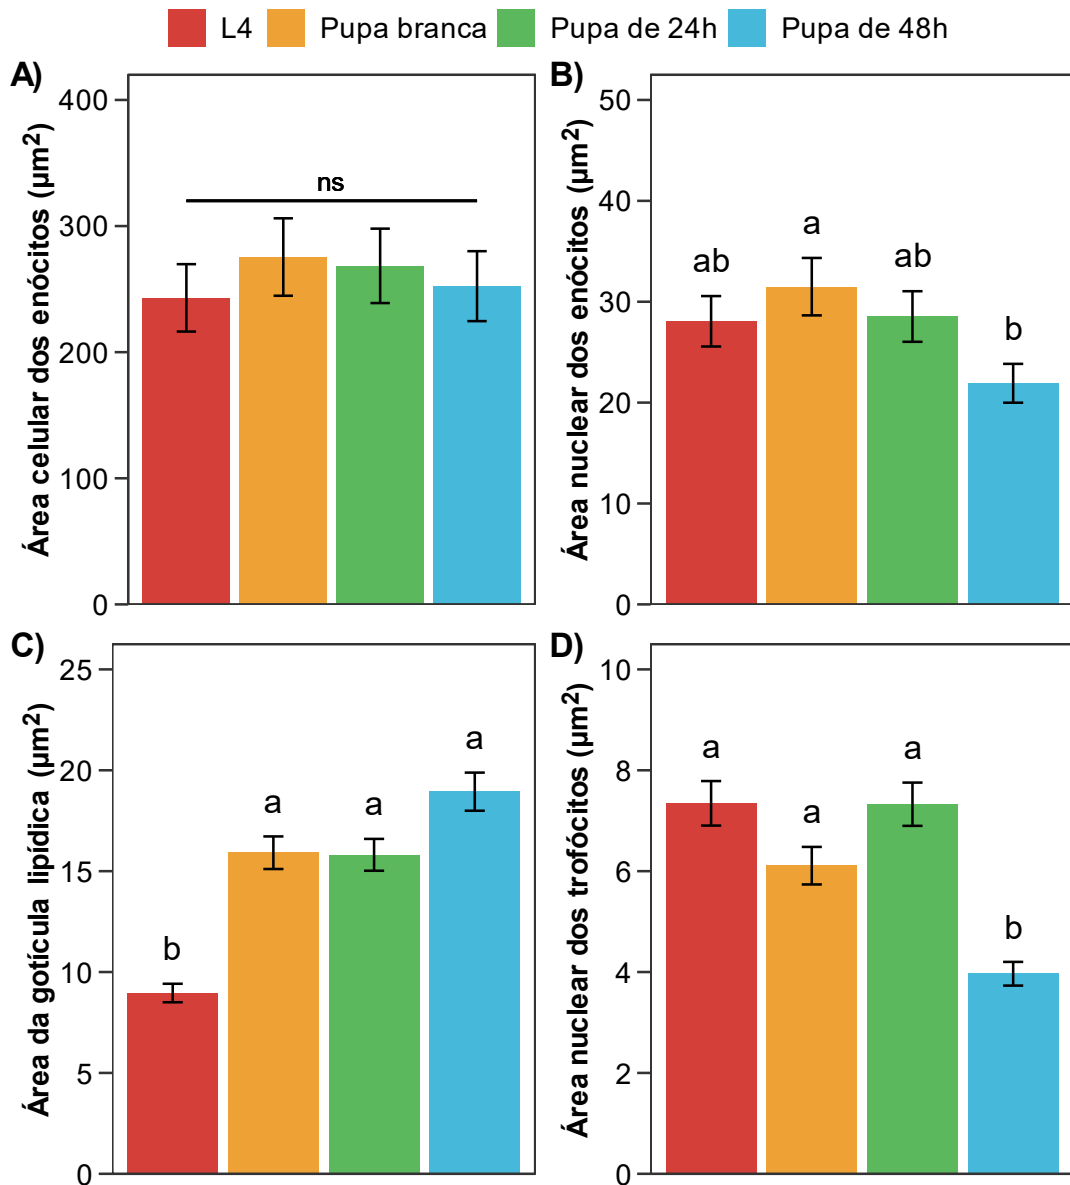 L4 Pupa branca Pupa de 24h Pupa de 48h
A)
Área celular dos enócitos (µm²)
400
300
200
100
0
ns
B)
Área nuclear dos enócitos (µm²)
50
40
30
20
10
0
ab
a
ab
b
C)
Área da gotícula lipídica (µm²)
25
20
15
10
5
0
b
a
a
a
D)
Área nuclear dos trofócitos (µm²)
10
8
6
4
2
0
a
a
a
b